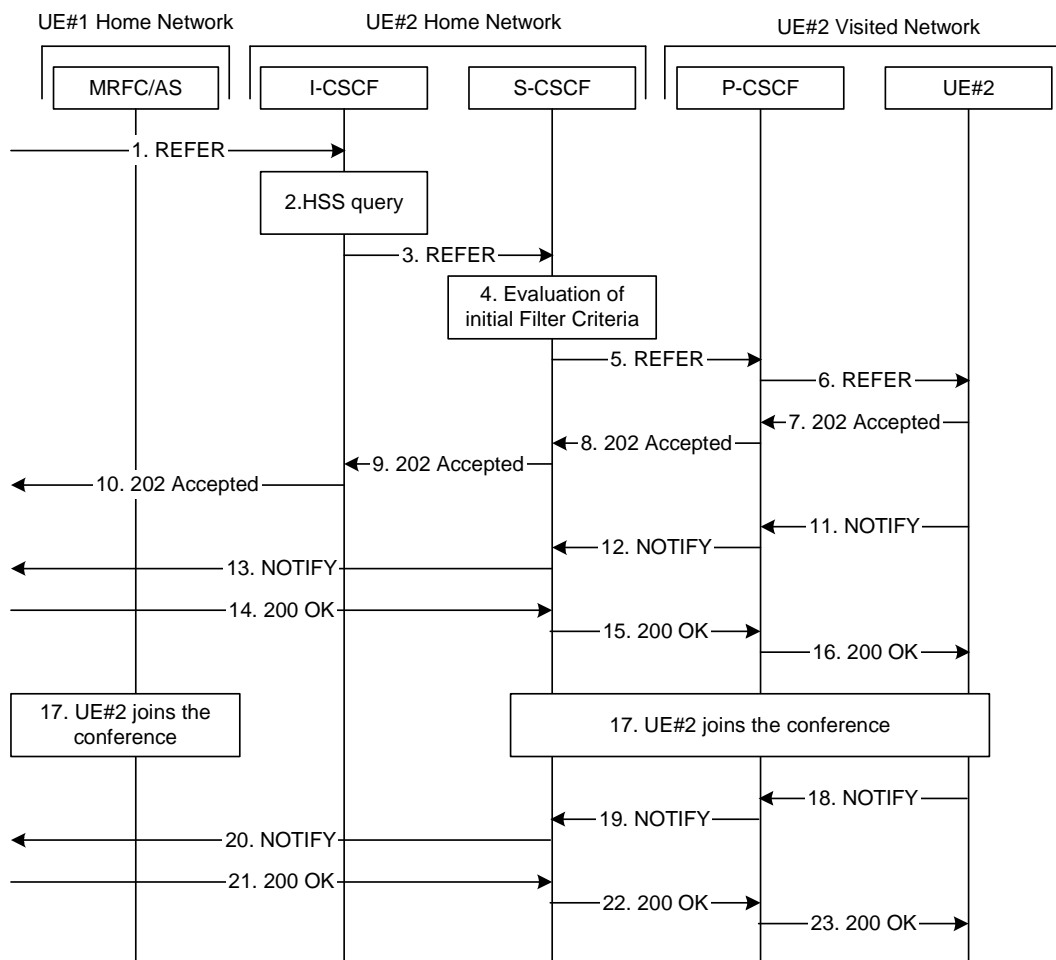 UE#1 Home Network
UE#2 Home Network
UE#2 Visited Network
MRFC/AS
I-CSCF
S-CSCF
P-CSCF
UE#2
1. REFER
2.HSS query
3. REFER
4. Evaluation of
initial Filter Criteria
5. REFER
6. REFER
7. 202 Accepted
8. 202 Accepted
9. 202 Accepted
10. 202 Accepted
11. NOTIFY
12. NOTIFY
13. NOTIFY
14. 200 OK
15. 200 OK
16. 200 OK
17. UE#2 joins the
conference
17. UE#2 joins the conference
18. NOTIFY
19. NOTIFY
20. NOTIFY
21. 200 OK
22. 200 OK
23. 200 OK